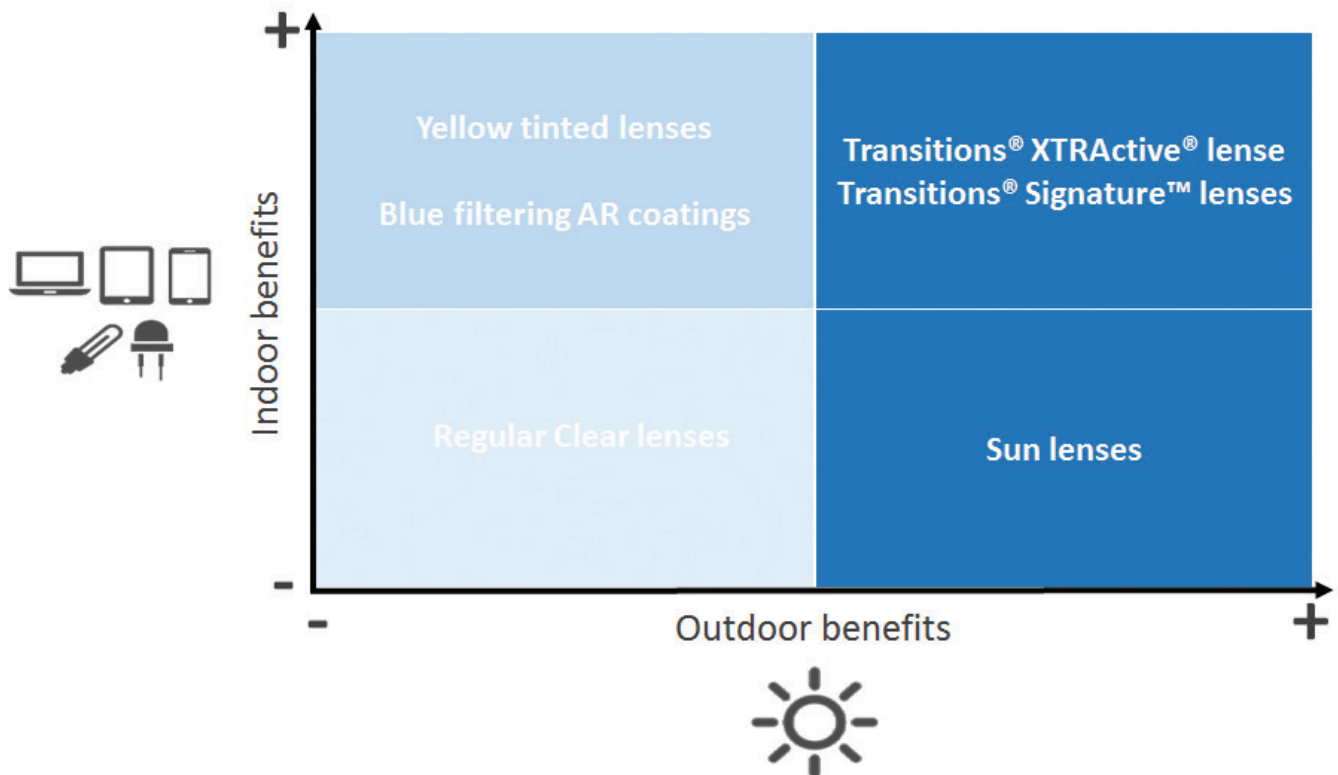 +
Yellow tinted lenses
Blue filtering AR coatings
Transitions® XTRActive® lense
Transitions® Signature™ lenses
Indoor benefits
Regular Clear lenses
Sun lenses
-
-
Outdoor benefits
+